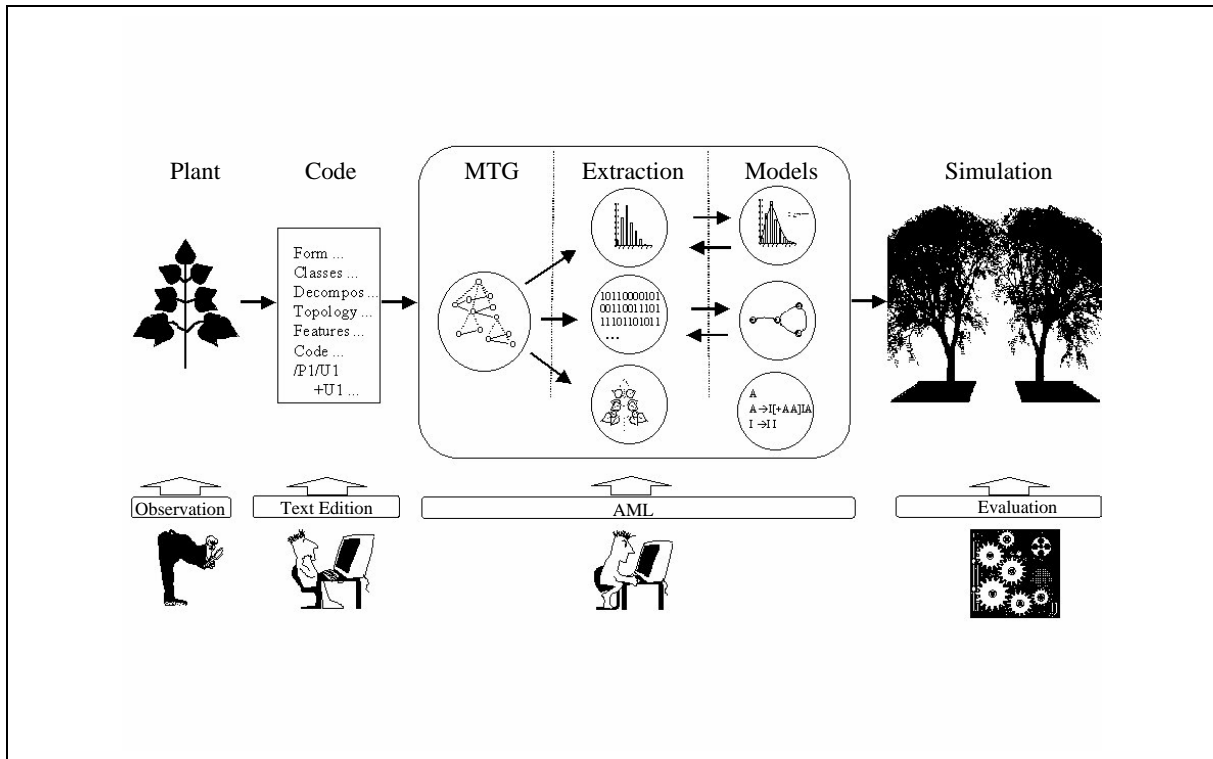 Plant
Code
MTG
Extraction
Models
Simulation
Form ...
Classes ...
Decompos ...
Topology ...
Features ...
Code ...
/P1/U1
+U1 ...
10110000101
00110011101
11101101011
...
A
A→I[+AA]IA
I →I I
Observation
Text Edition
AML
Evaluation